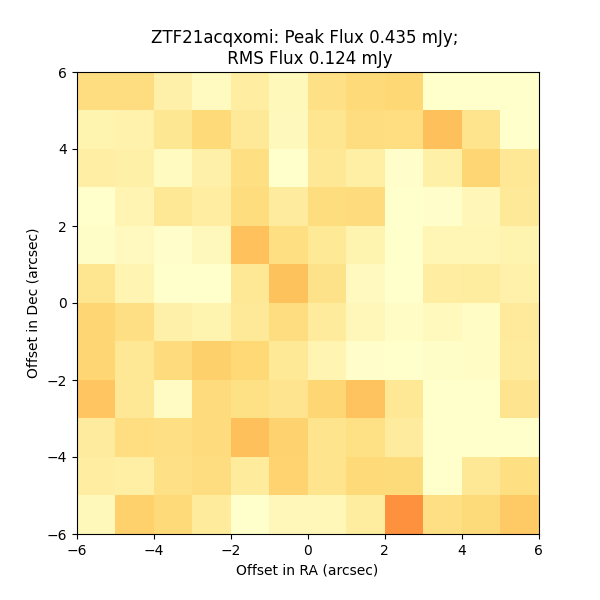 ZTF21acqxomi: Peak Flux 0.435 mJy;
RMS Flux 0.124 mJy
6
4
2
0
−2
−4
−6
Offset in Dec (arcsec)
−6 −4 −2 0 2 4 6
Offset in RA (arcsec)